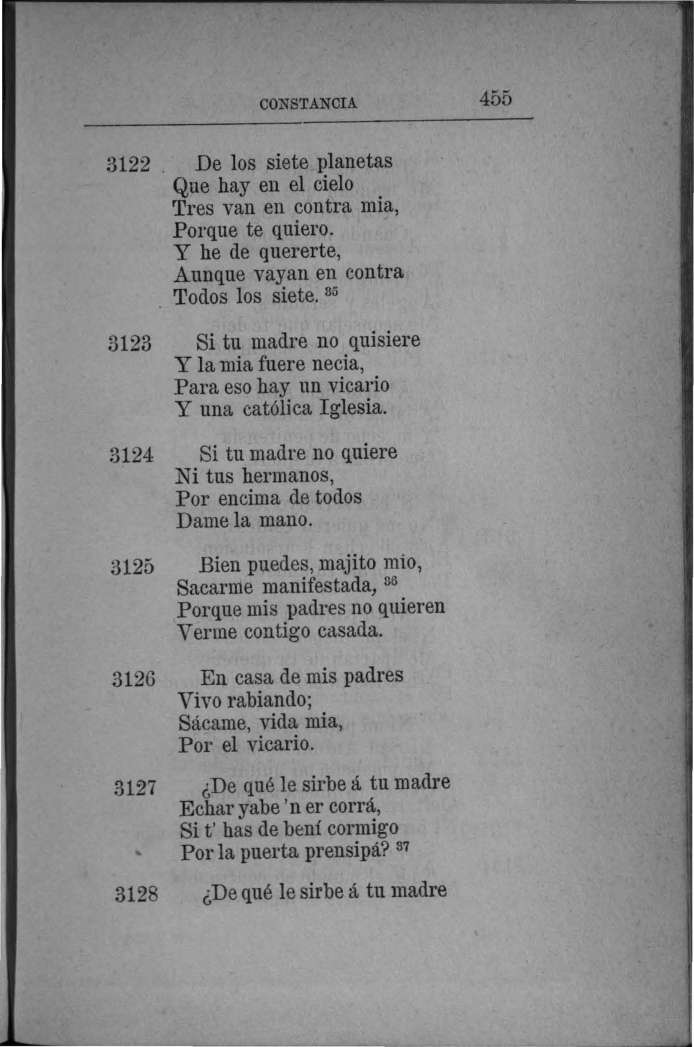 CONSTANCIA 455
3122 De los siete planetas
Que hay en el cielo
Tres van en contra mia,
Porque te quiero.
Y he de quererte,
Aunque vayan en contra
Todos los siete. 35
3123 Si tu madre no quisiere
Y la mia fuere necia,
Para eso hay un vicario
Y una católica Iglesia.
3124 Si tu madre no quiere
Ni tus hermanos,
Por encima de todos
Dame la mano.
3125 Bien puedes, majito mio,
Sacarme manifestada, 36
Porque mis padres no quieren
Verme contigo casada.
3126 En casa de mis padres
Vivo rabiando;
Sácame, vida mia,
Por el vicario.
3127 ¿De qué le sirbe á tu madre
Echar yabe 'n er corrá,
Si t' has de bení cormigo
Por la puerta prensipá? 37
3128 ¿De qué le sirbe á tu madre